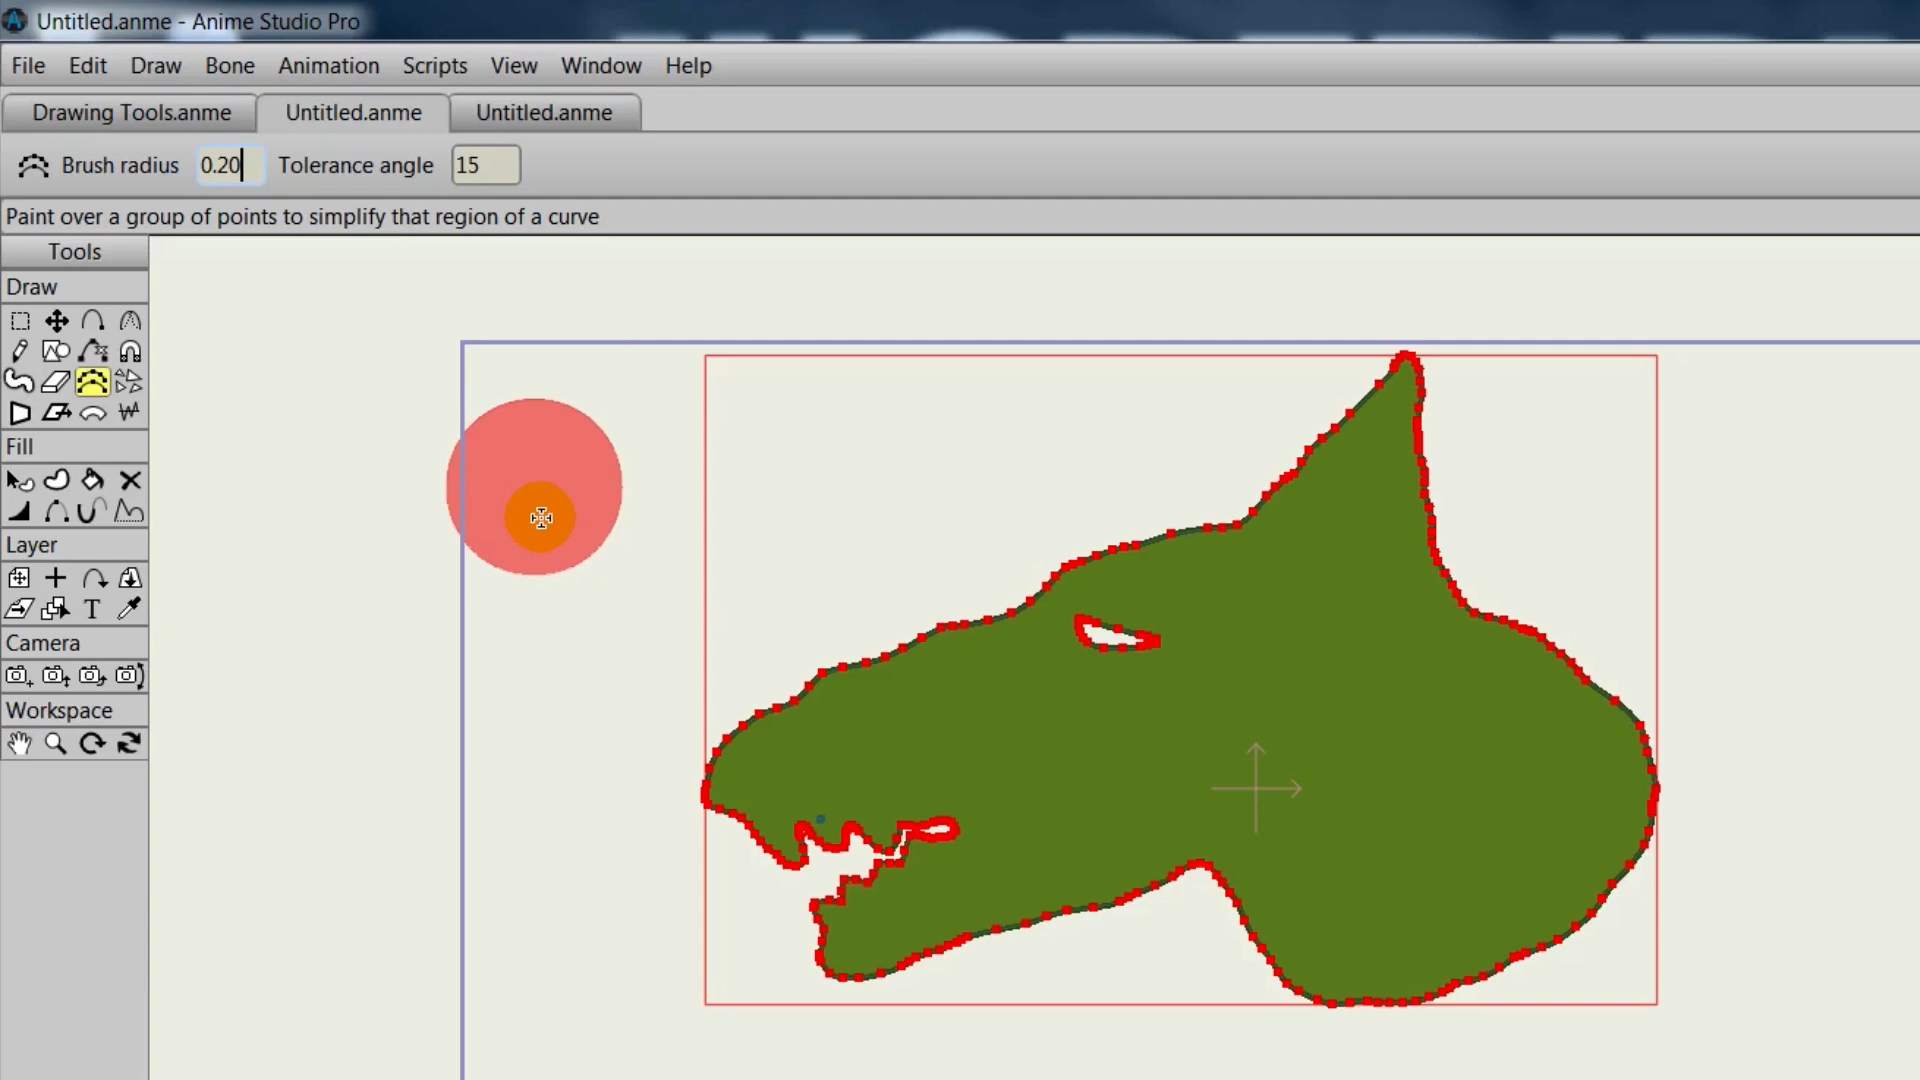 Untitled.anme - Anime Studio Pro
File Edit Draw Bone Animation Scripts View Window Help
Drawing Tools.anme Untitled.anme Untitled.anme
Brush radius 0.20 Tolerance angle 15
Paint over a group of points to simplify that region of a curve
Tools
Draw
Fill
Layer
T
Camera
Workspace